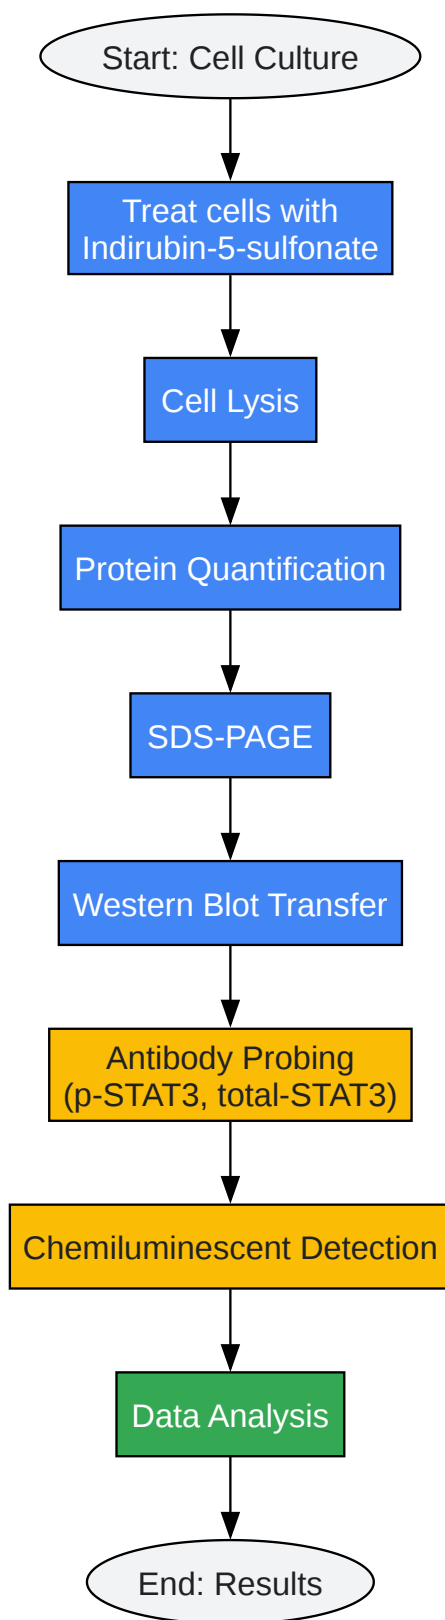 Start: Cell Culture
Treat cells with
Indirubin-5-sulfonate
Cell Lysis
Protein Quantification
SDS-PAGE
Western Blot Transfer
Antibody Probing
(p-STAT3, total-STAT3)
Chemiluminescent Detection
Data Analysis
End: Results